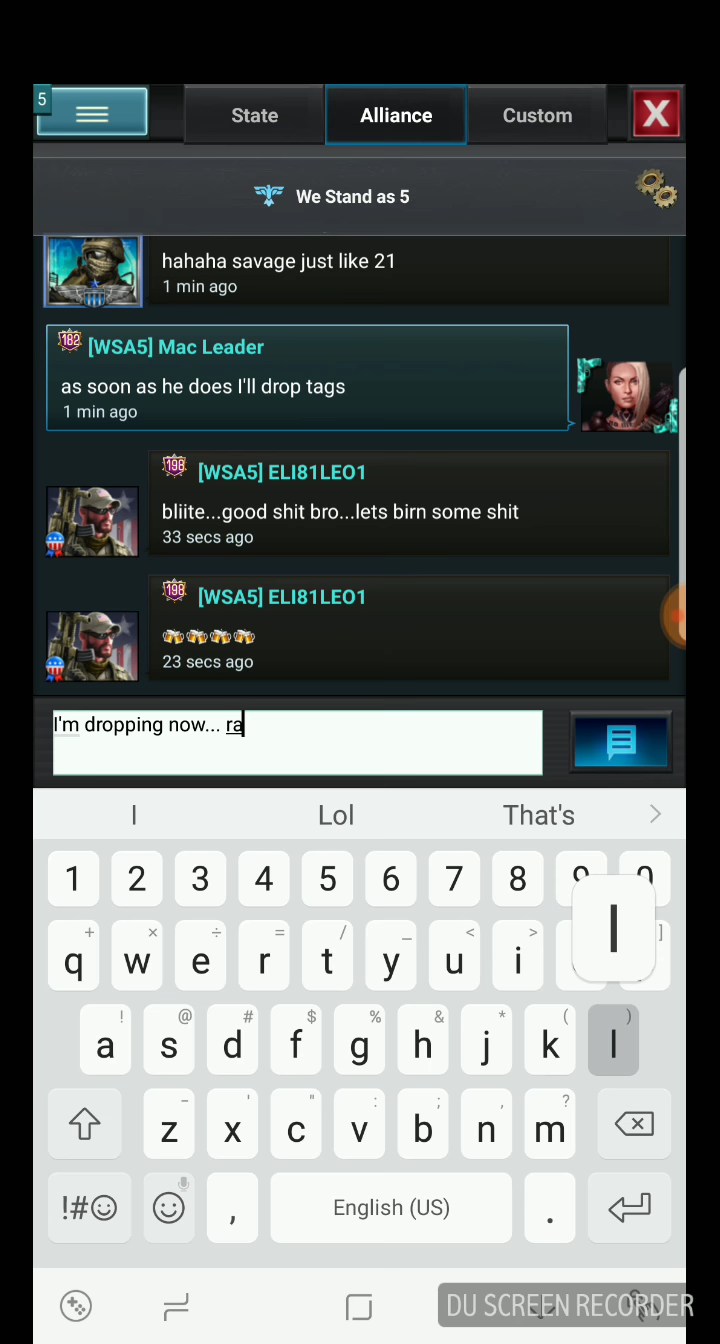 5
State
Alliance
Custom
X
We Stand as 5
hahaha savage just like 21
1 min ago
182
[WSA5] Mac Leader
as soon as he does I'll drop tags
1 min ago
198
[WSA5] ELI81LEO1
bliite...good shit bro...lets birn some shit
33 secs ago
198
[WSA5] ELI81LEO1
🍻🍻🍻🍻
23 secs ago
I'm dropping now... ra
I Lol That's >
1 2 3 4 5 6 7 8 9 0
+ × ÷ = / _ < > ]
q w e r t y u i l
! @ # $ % & * ( )
a s d f g h j k l
- ' " : ; , ?
z x c v b n m
!#☺ , English (US) .
DU SCREEN RECORDER